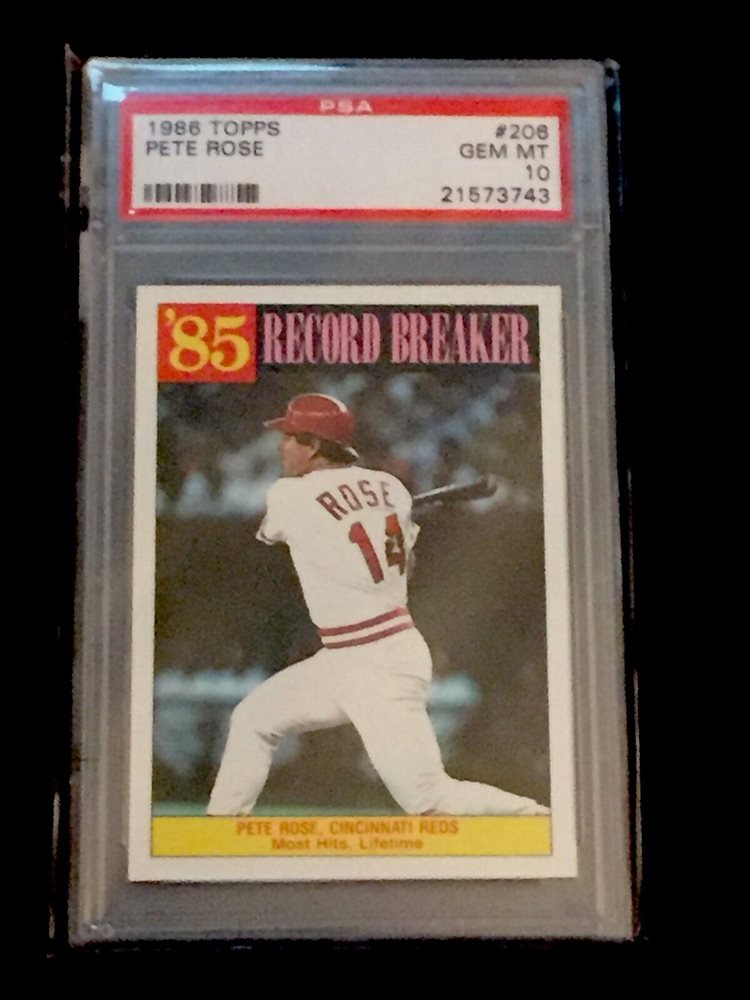 PSA
1986 TOPPS #206
PETE ROSE GEM MT
10
21573743
'85 RECORD BREAKER
ROSE
14
PETE ROSE, CINCINNATI REDS
Most Hits, Lifetime